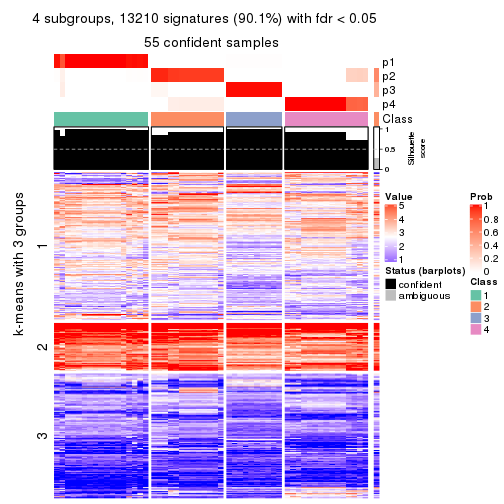 4 subgroups, 13210 signatures (90.1%) with fdr < 0.05
55 confident samples
p1
p2
p3
p4
Class
1
0.5
0
Silhouette
score
k-means with 3 groups
1
2
3
Value
5
4
3
2
1
Prob
1
0.8
0.6
0.4
0.2
0
Status (barplots)
confident
ambiguous
Class
1
2
3
4